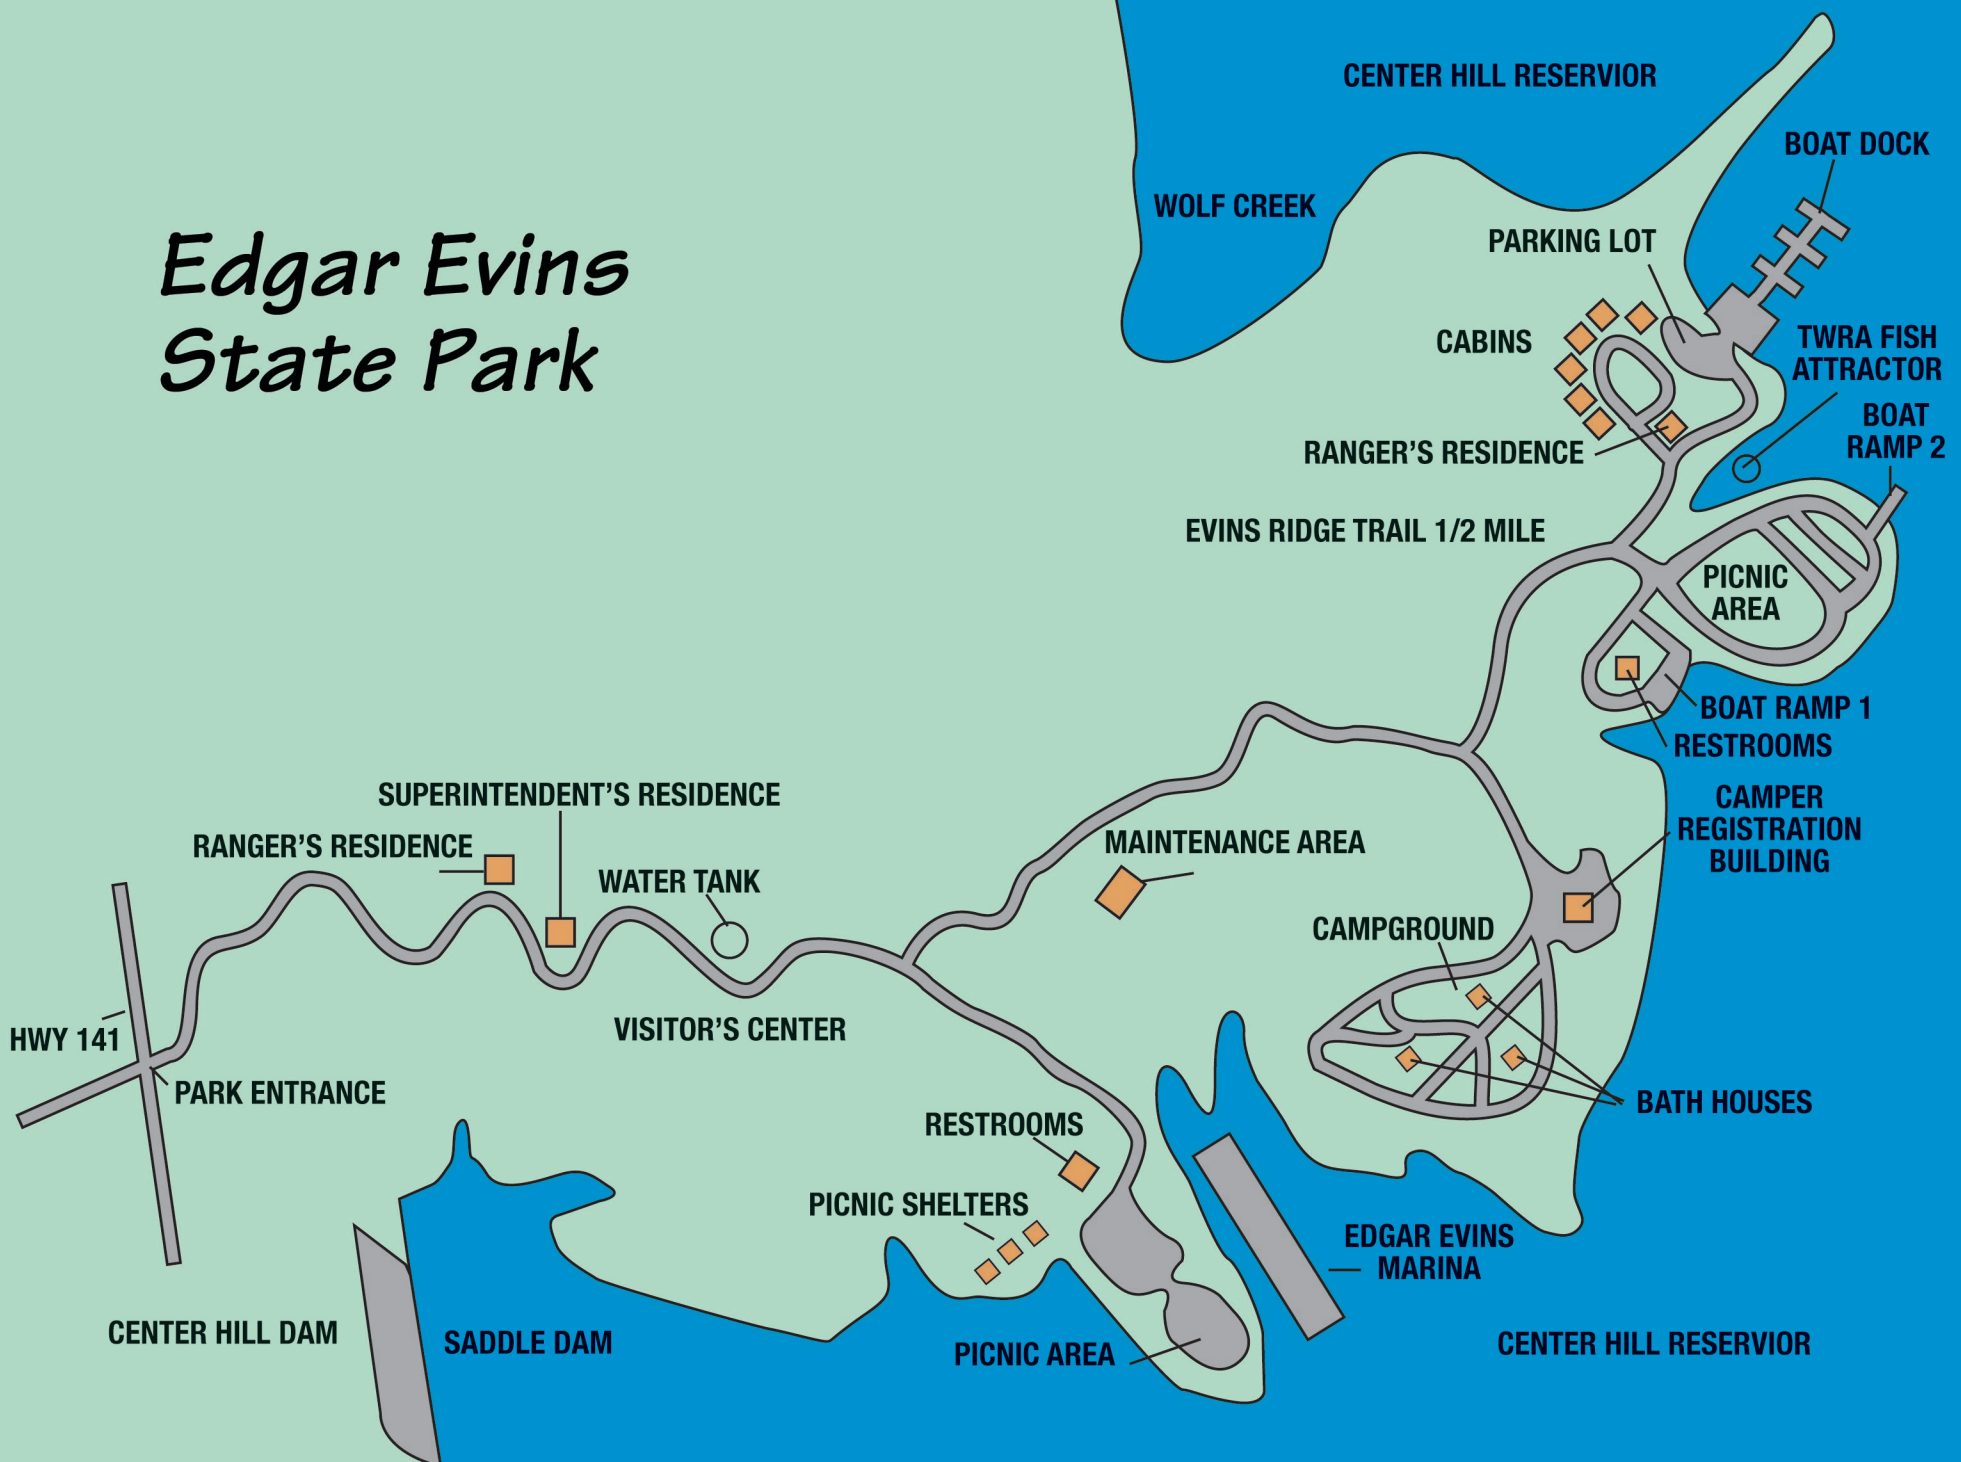 CENTER HILL RESERVIOR
BOAT DOCK
WOLF CREEK
PARKING LOT
Edgar Evins
State Park
CABINS
TWRA FISH
ATTRACTOR
BOAT
RAMP 2
RANGER'S RESIDENCE
EVINS RIDGE TRAIL 1/2 MILE
PICNIC
AREA
BOAT RAMP 1
RESTROOMS
SUPERINTENDENT'S RESIDENCE
CAMPER
REGISTRATION
BUILDING
RANGER'S RESIDENCE
MAINTENANCE AREA
WATER TANK
CAMPGROUND
HWY 141
VISITOR'S CENTER
PARK ENTRANCE
BATH HOUSES
RESTROOMS
PICNIC SHELTERS
EDGAR EVINS
MARINA
CENTER HILL DAM
SADDLE DAM
PICNIC AREA
CENTER HILL RESERVIOR